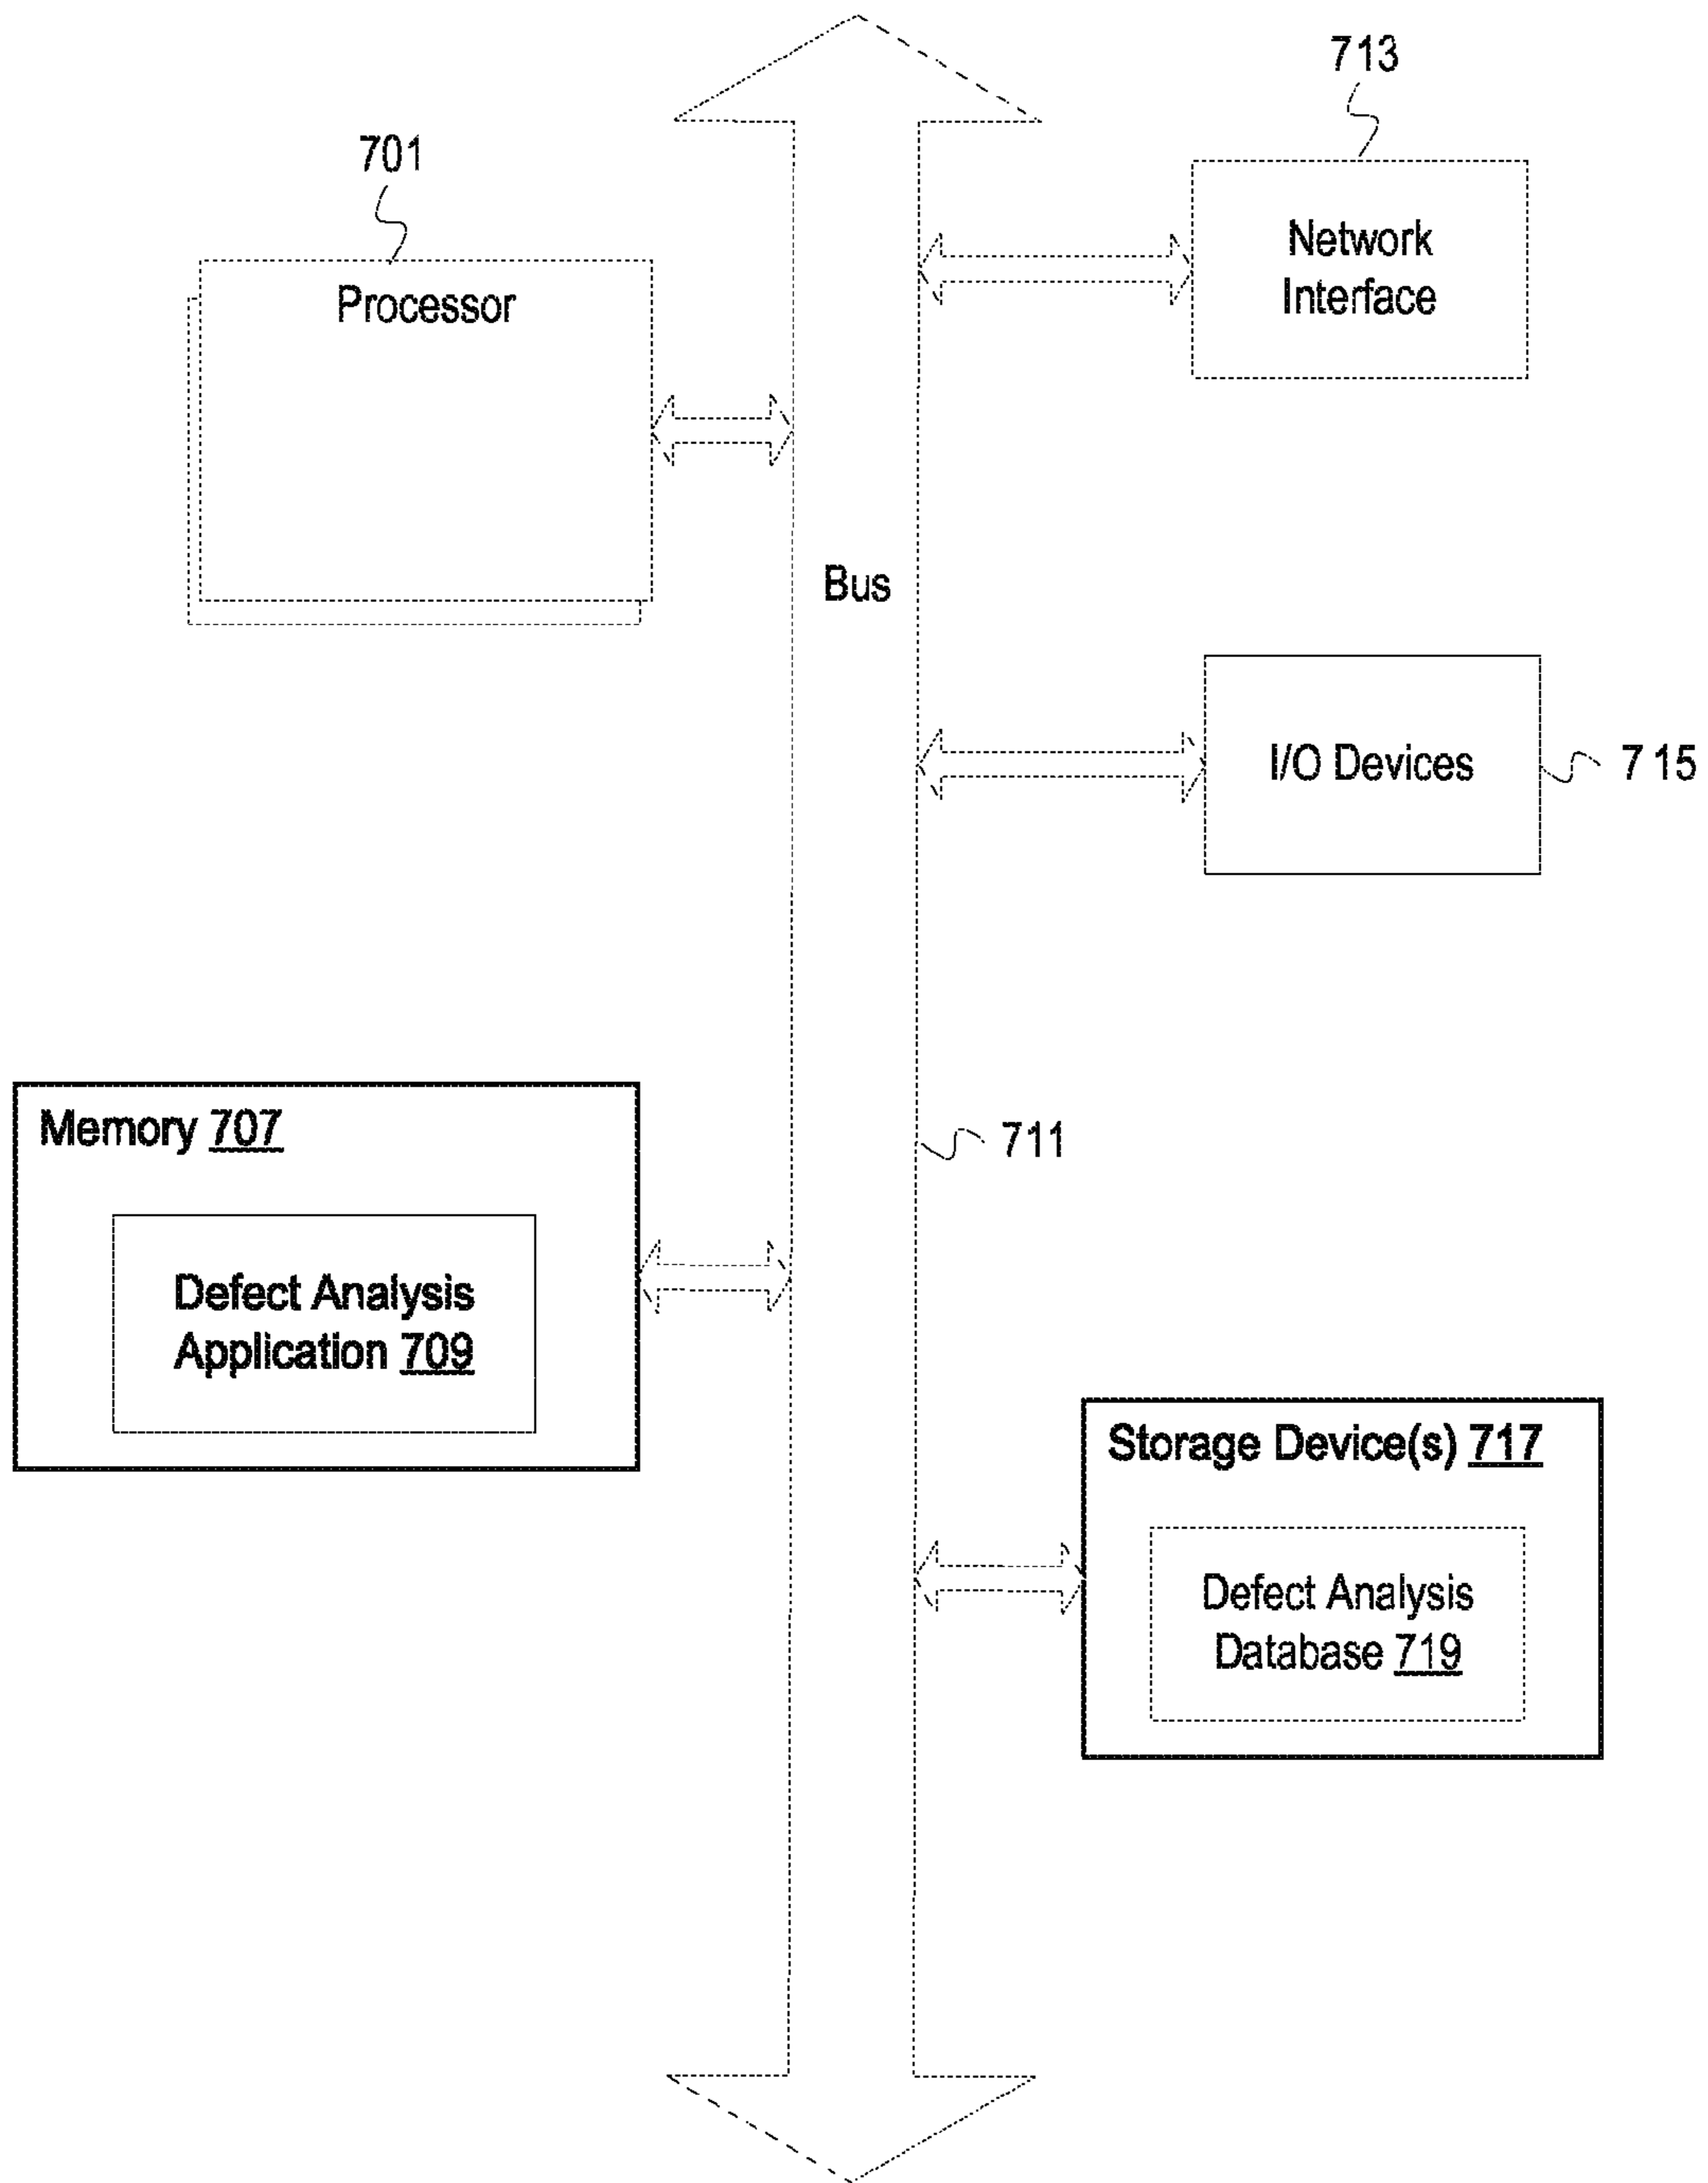 713
701
Network
Interface
Processor
Bus
I/O Devices
7 15
Memory 707
711
Defect Analysis
Application 709
Storage Device(s) 717
Defect Analysis
Database 719